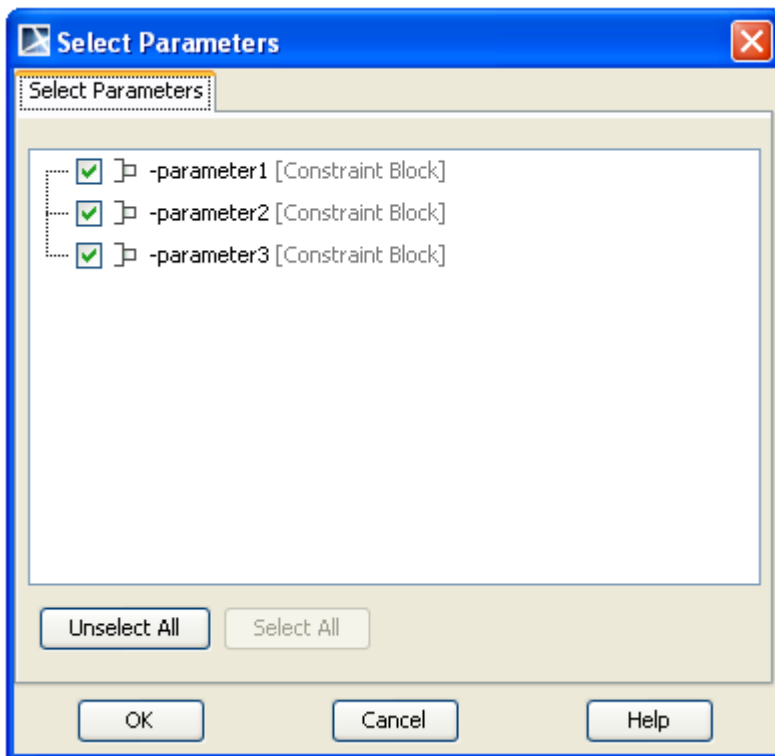 Select Parameters
Select Parameters
-parameter1 [Constraint Block]
-parameter2 [Constraint Block]
-parameter3 [Constraint Block]
Unselect All Select All
OK Cancel Help